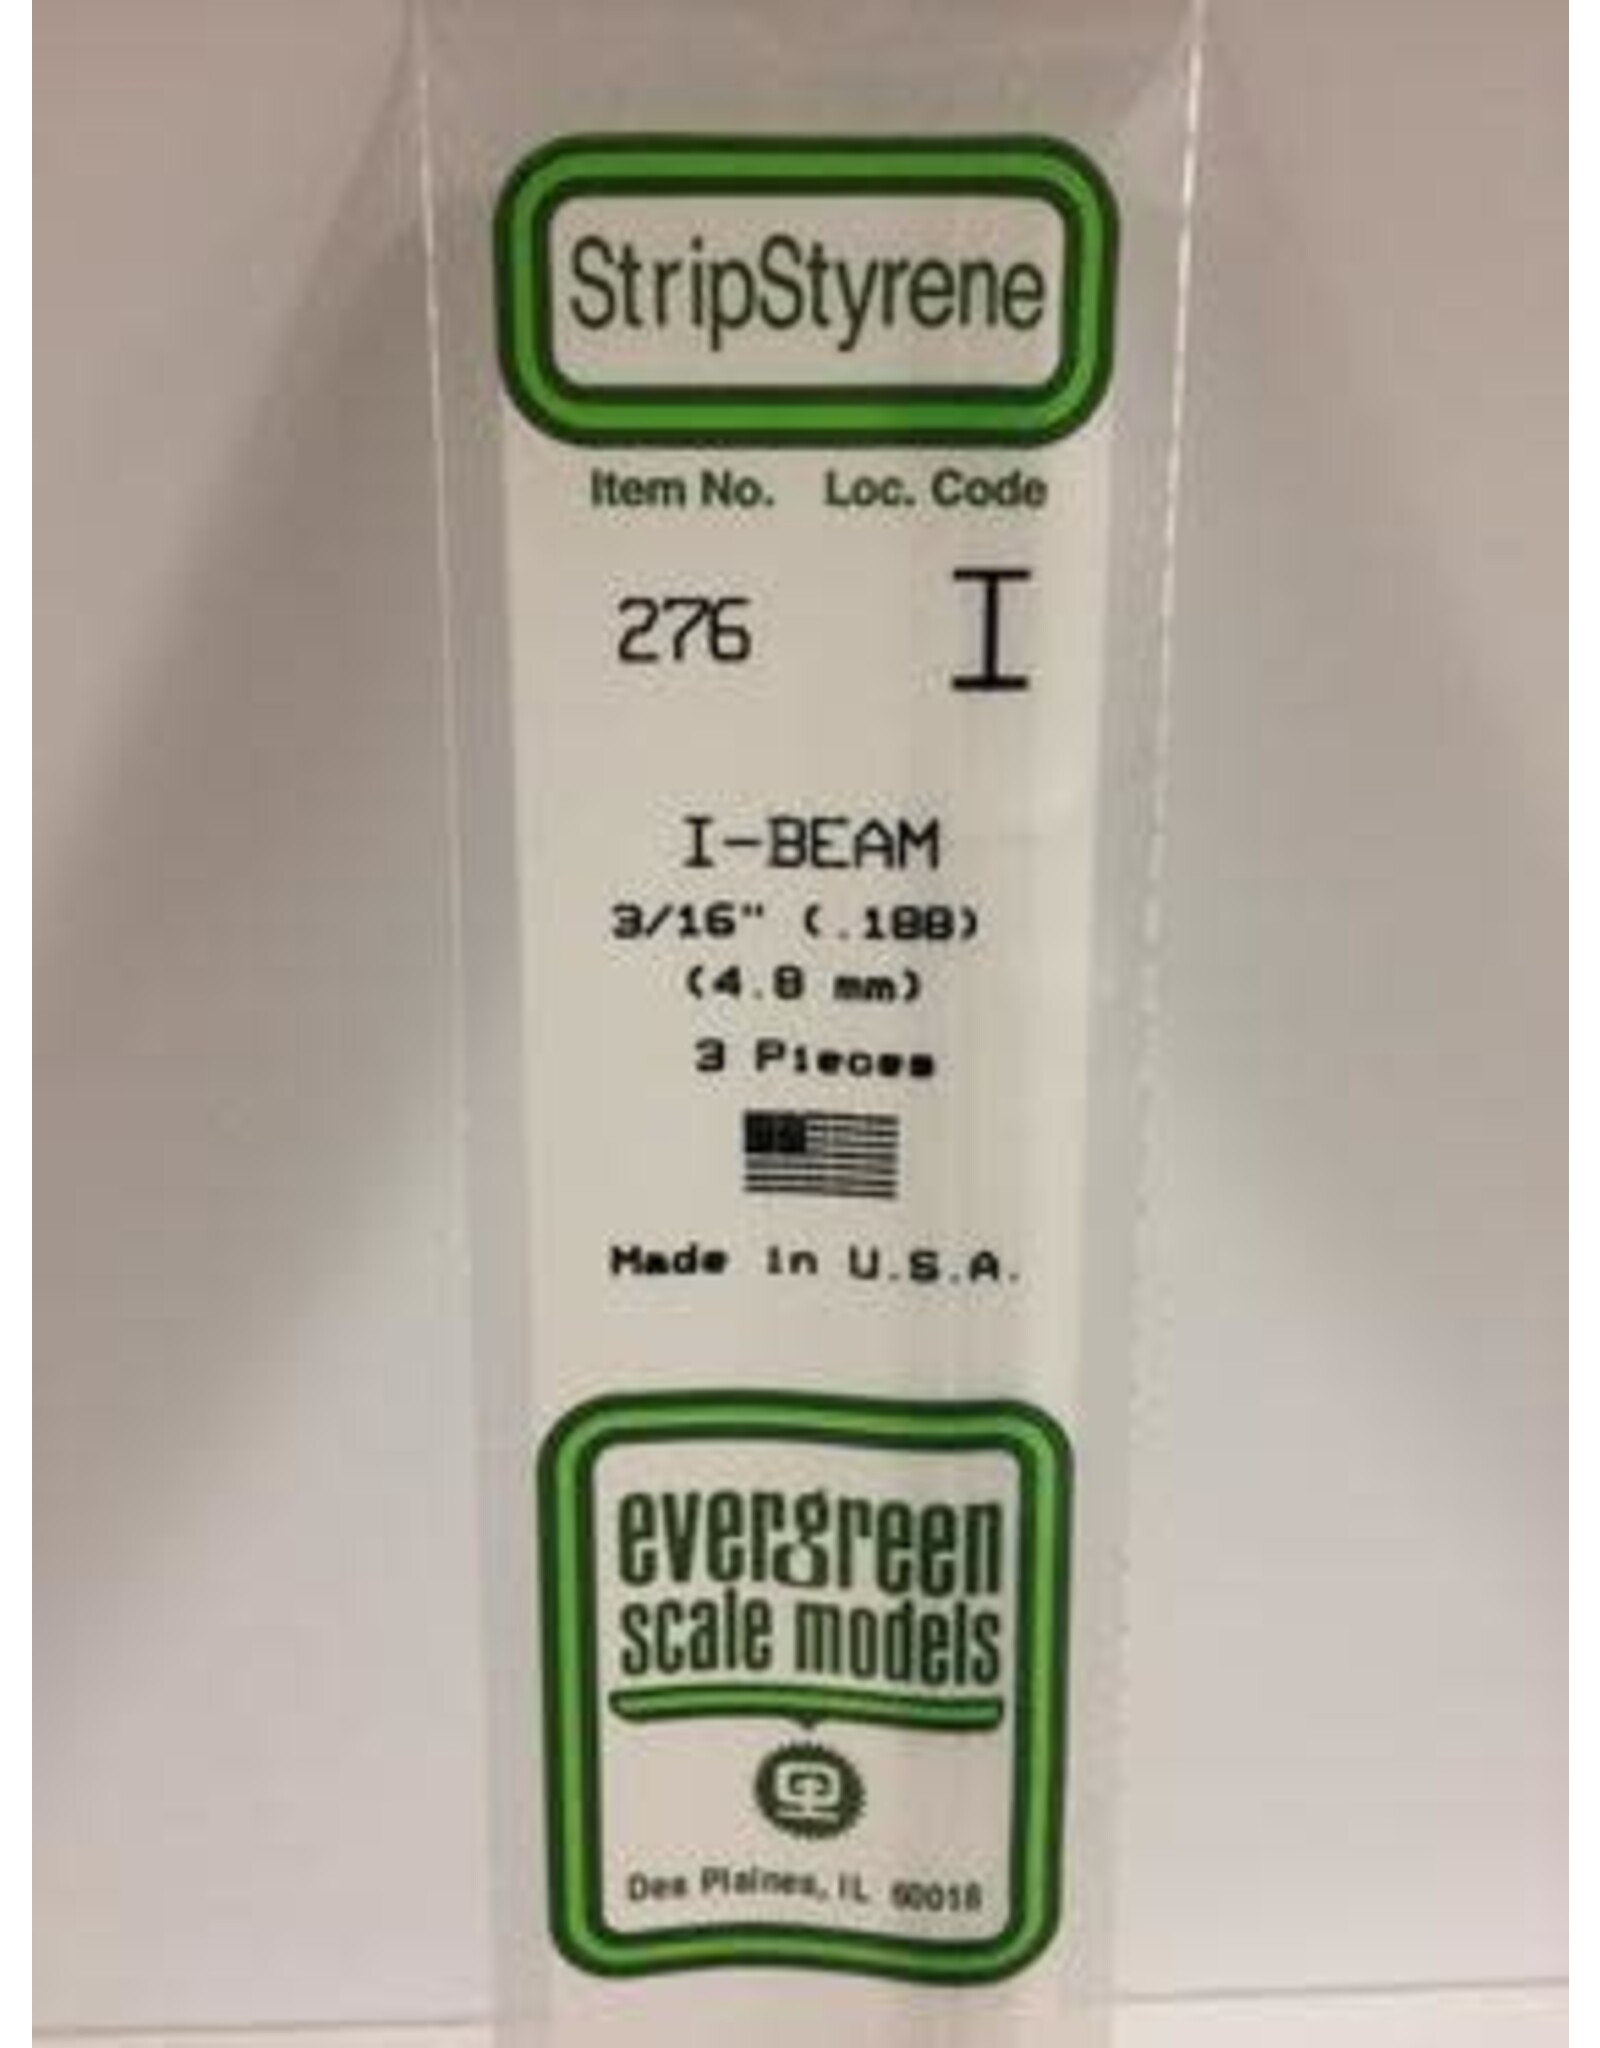 StripStyrene
Item No. Loc. Code
276 I
I-BEAM
3/16" (.188)
(4.8 mm)
3 Pieces
Made in U.S.A.
evergreen
scale models
Des Plaines, IL 60018